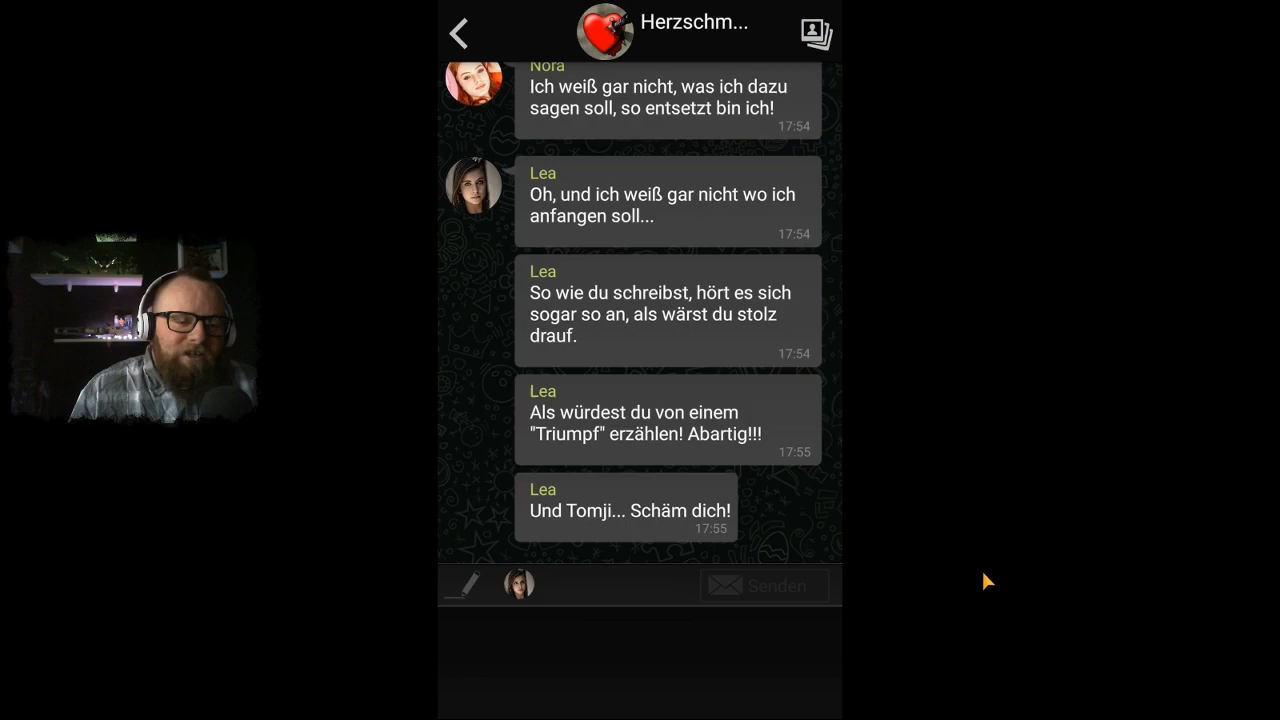 Herzschm...
Nora
Ich weiß gar nicht, was ich dazu
sagen soll, so entsetzt bin ich!
17:54
Lea
Oh, und ich weiß gar nicht wo ich
anfangen soll...
17:54
Lea
So wie du schreibst, hört es sich
sogar so an, als wärst du stolz
drauf.
17:54
Lea
Als würdest du von einem
"Triumpf" erzählen! Abartig!!!
17:55
Lea
Und Tomji... Schäm dich!
17:55
Senden